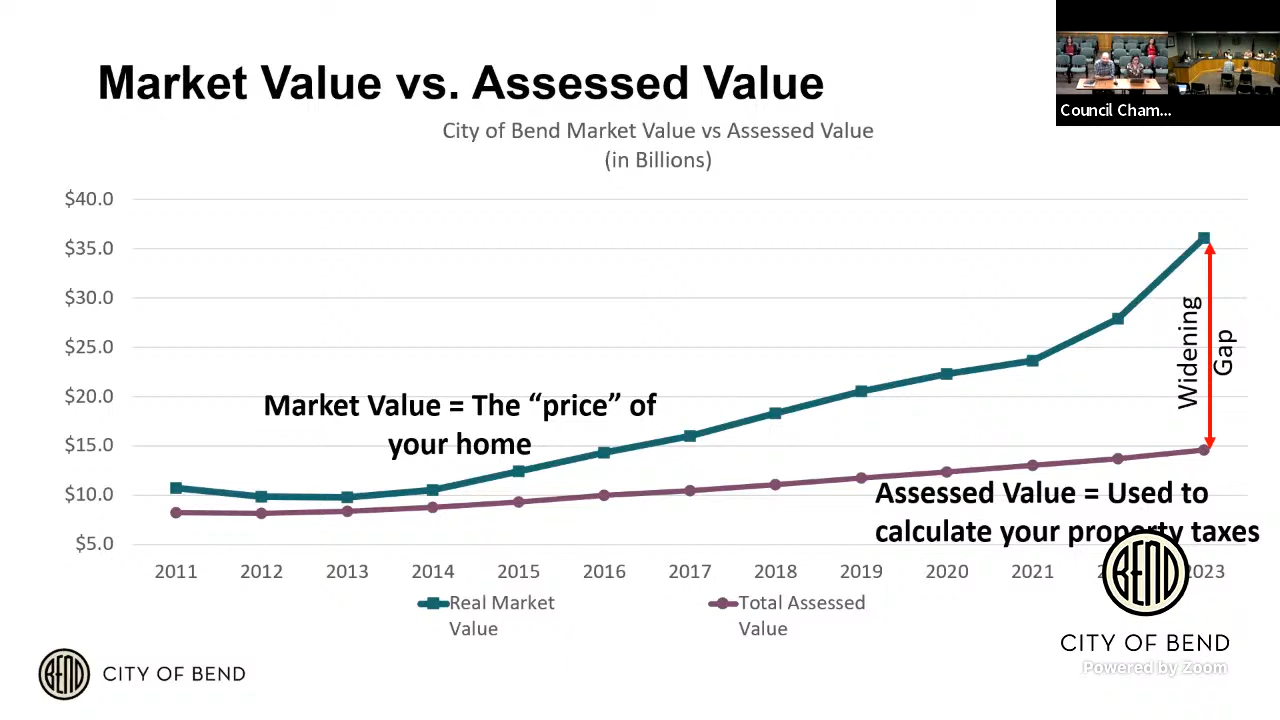 Market Value vs. Assessed Value
Council Cham...
City of Bend Market Value vs Assessed Value
(in Billions)
$40.0
$35.0
$30.0
$25.0
$20.0
$15.0
$10.0
$5.0
Widening
Gap
Market Value = The “price” of
your home
Assessed Value = Used to
calculate your property taxes
2011 2012 2013 2014 2015 2016 2017 2018 2019 2020 2021 2023
Real Market
Value
Total Assessed
Value
BEND
CITY OF BEND
Powered by Zoom
BEND
CITY OF BEND